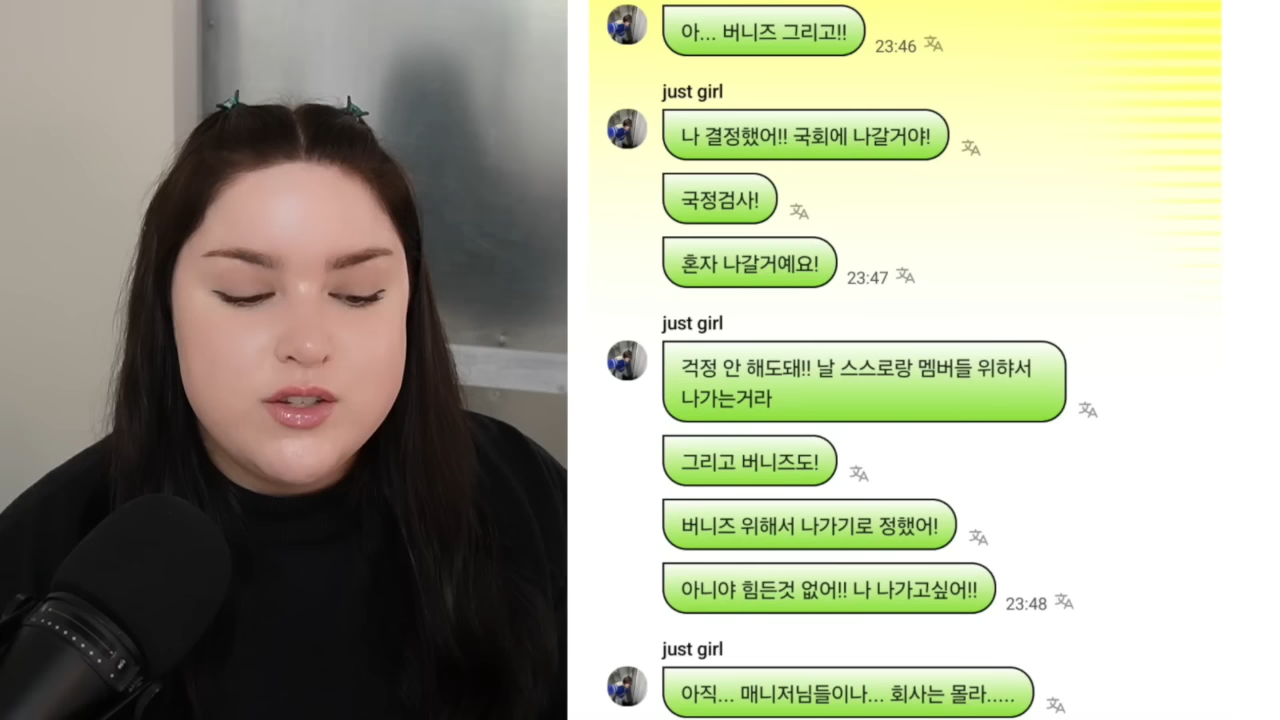 아... 버니즈 그리고!!
23:46
just girl
나 결정했어!! 국회에 나갈거야!
국정검사!
혼자 나갈거예요!
23:47
just girl
걱정 안 해도돼!! 날 스스로랑 멤버들 위햐서
나가는거라
그리고 버니즈도!
버니즈 위해서 나가기로 정했어!
아니야 힘든것 없어!! 나 나가고싶어!!
23:48
just girl
아직... 매니저님들이나... 회사는 몰라.....